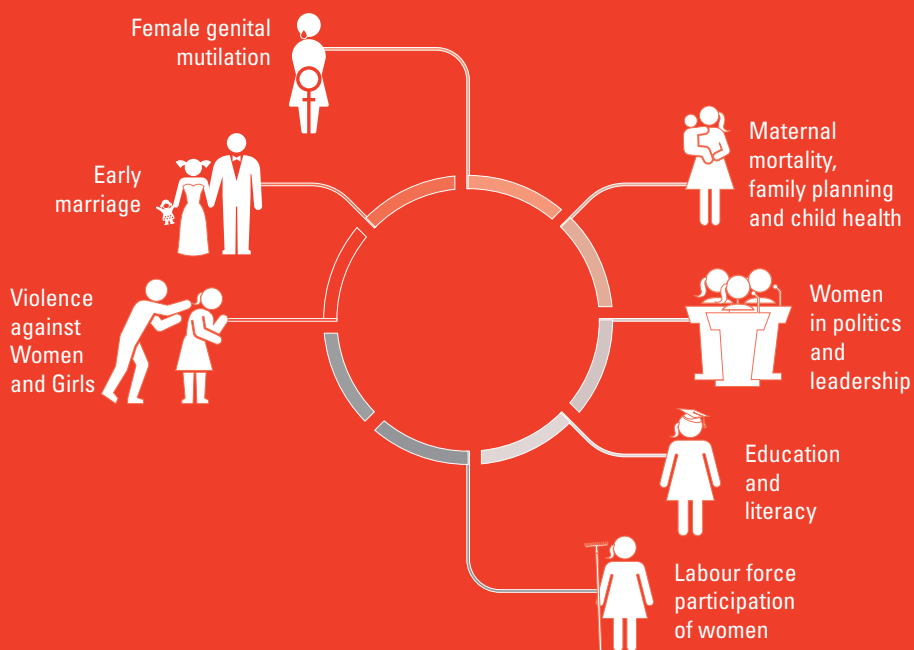 Female genital
mutilation
Early
marriage
Violence
against
Women
and Girls
Maternal
mortality,
family planning
and child health
Women
in politics
and
leadership
Education
and
literacy
Labour force
participation
of women